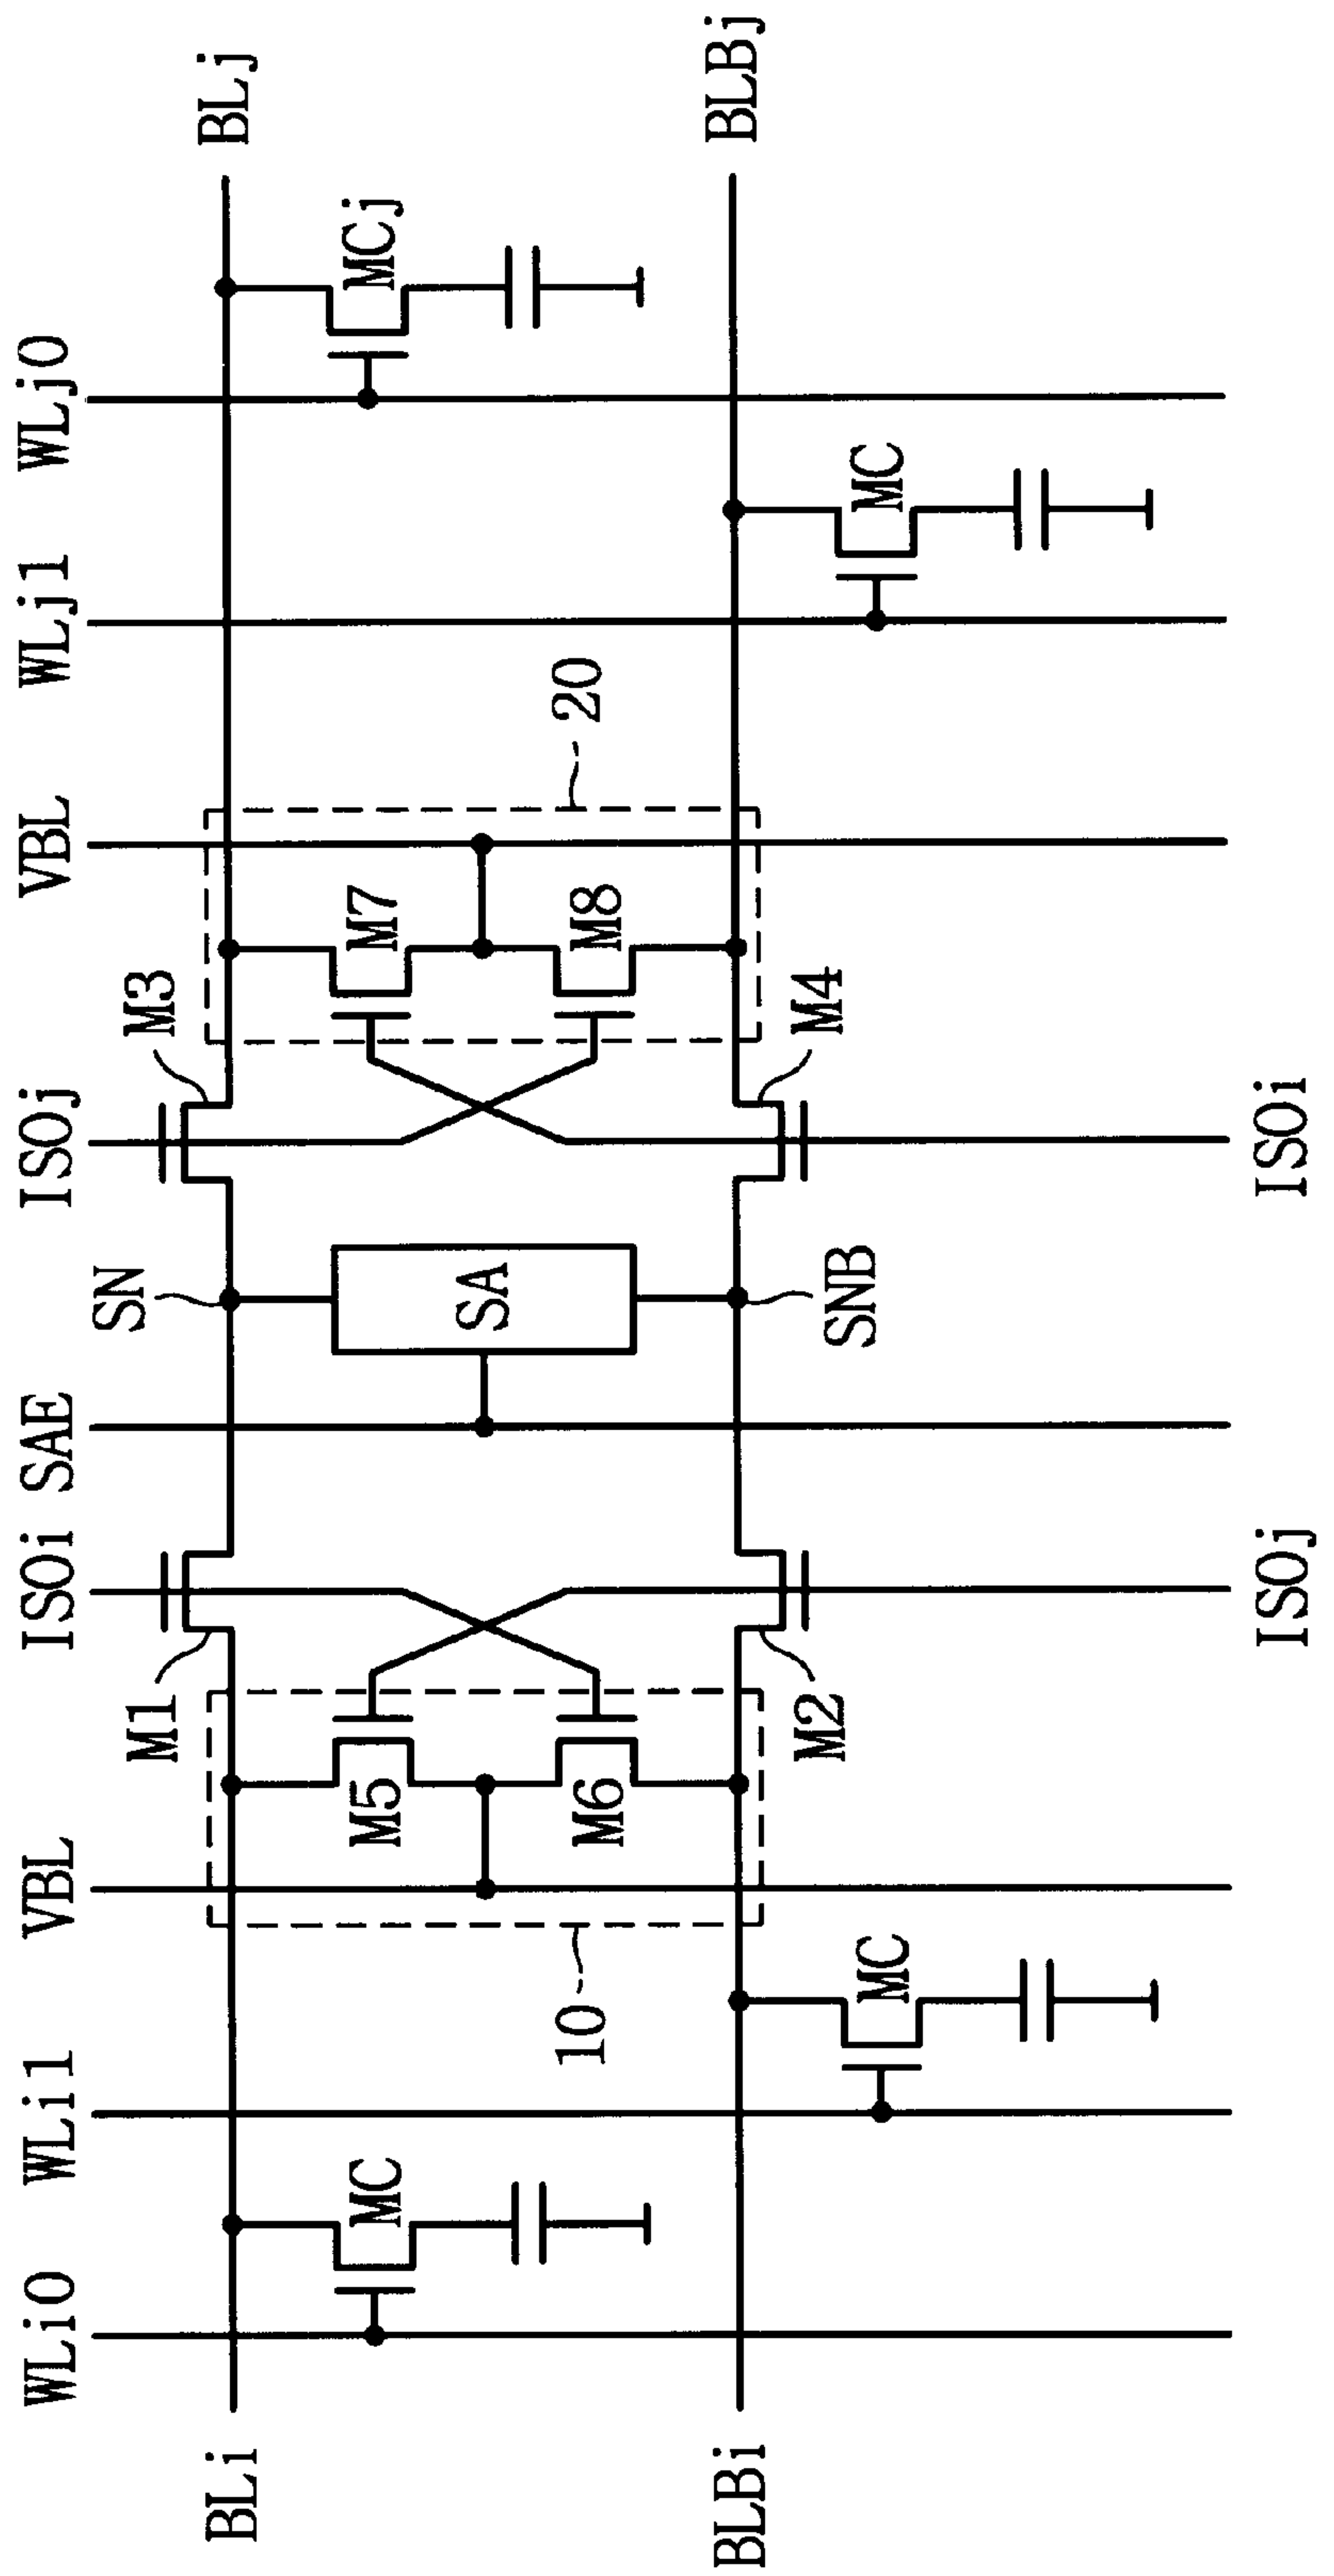 WLi0
WLi1
VBL
ISOi
SAE
ISOj
VBL
WLj1
WLj0
BLi
BLj
M1
SN
M3
MC
M5
SA
M7
MCj
10
M6
M8
20
BLBi
BLBj
MC
M2
SNB
M4
MC
ISOj
ISOi